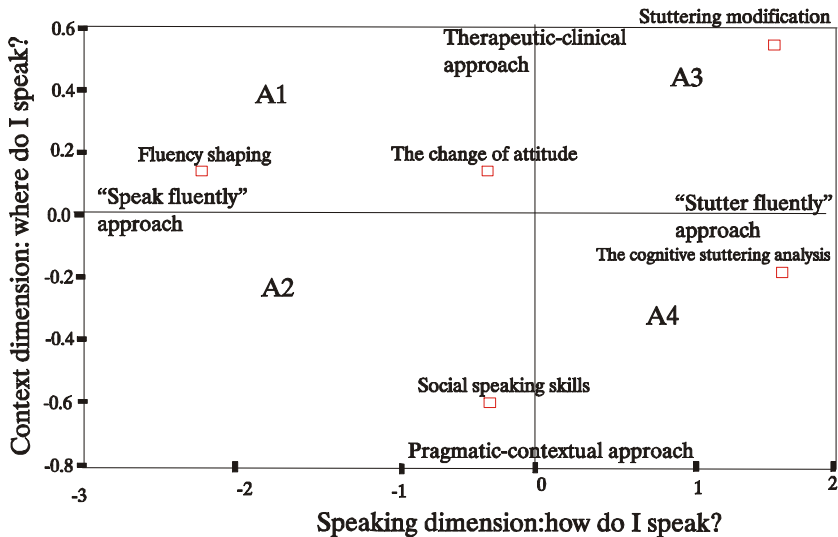 Stuttering modification
0.6
Therapeutic-clinical
approach
A3
A1
0.4
0.2
Fluency shaping
The change of attitude
“Speak fluently”
approach
0.0
“Stutter fluently”
approach
The cognitive stuttering analysis
-0.2
A2
A4
-0.4
Social speaking skills
-0.6
Pragmatic-contextual approach
-0.8
-3
-2
-1
0
1
2
Speaking dimension:how do I speak?
Context dimension: where do I speak?